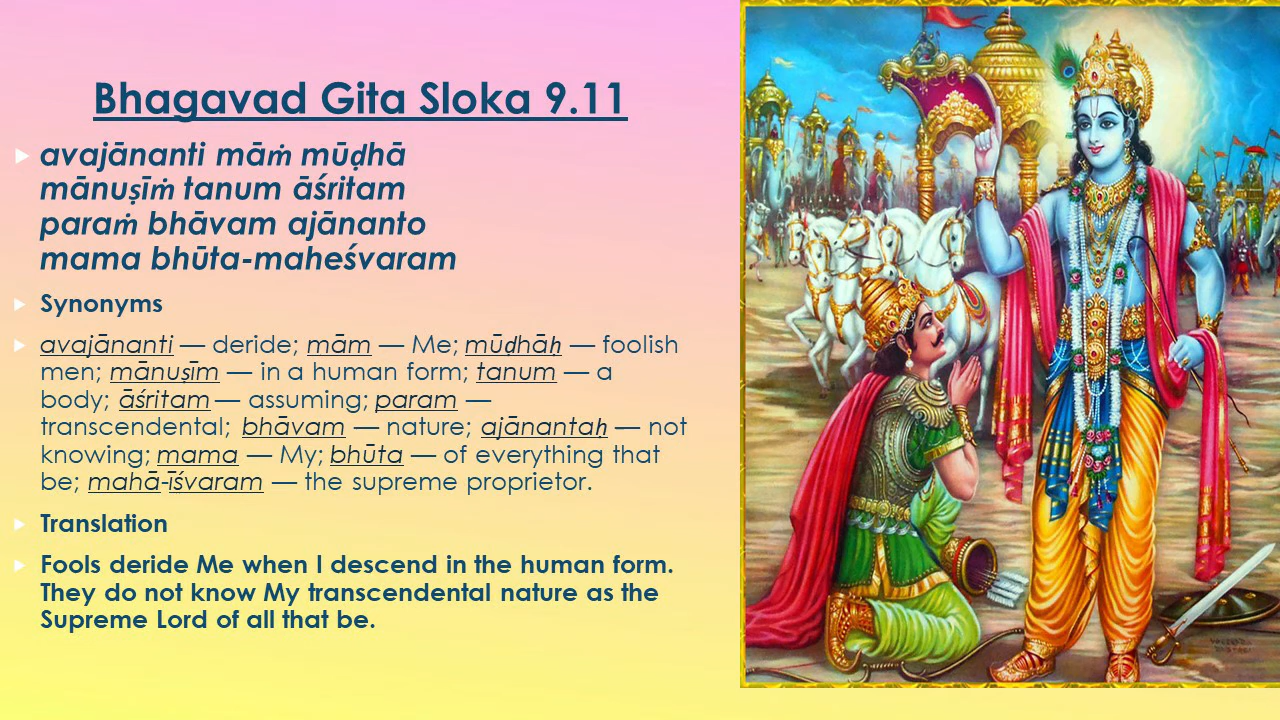 Bhagavad Gita Sloka 9.11
avajānanti māṁ mūḍhā
mānuṣīṁ tanum āśritam
paraṁ bhāvam ajānanto
mama bhūta-maheśvaram
Synonyms
avajānanti — deride; mām — Me; mūḍhāḥ — foolish
men; mānuṣīm — in a human form; tanum — a
body; āśritam — assuming; param —
transcendental; bhāvam — nature; ajānantaḥ — not
knowing; mama — My; bhūta — of everything that
be; mahā-īśvaram — the supreme proprietor.
Translation
Fools deride Me when I descend in the human form.
They do not know My transcendental nature as the
Supreme Lord of all that be.